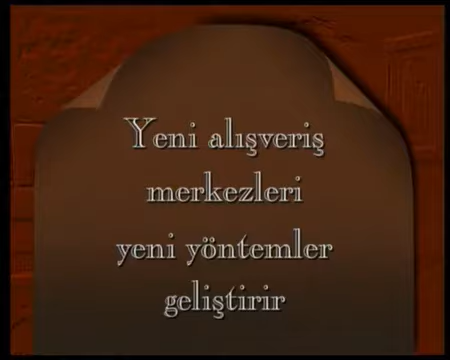 Yeni alışveriş
merkezleri
yeni yöntemler
geliştirir